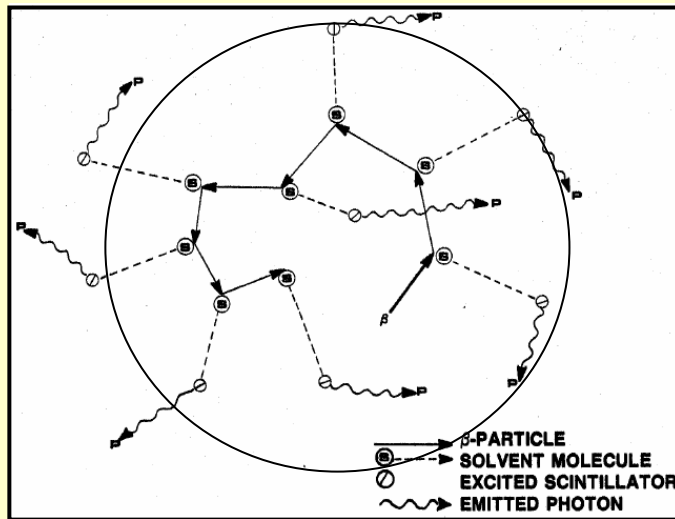 P
P
S
P
S
S
S
P
P
S
S
S
S
β
P
P
P
β-PARTICLE
S SOLVENT MOLECULE
EXCITED SCINTILLATOR
EMITTED PHOTON